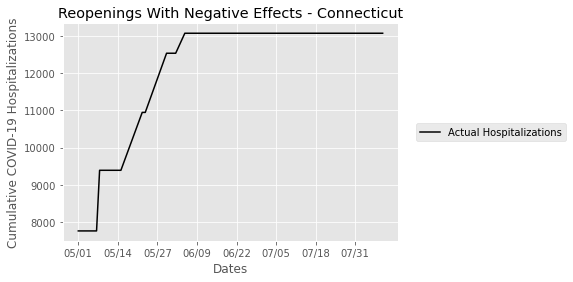 Reopenings With Negative Effects - Connecticut
Cumulative COVID-19 Hospitalizations
13000
12000
11000
10000
9000
8000
05/01 05/14 05/27 06/09 06/22 07/05 07/18 07/31
Dates
Actual Hospitalizations